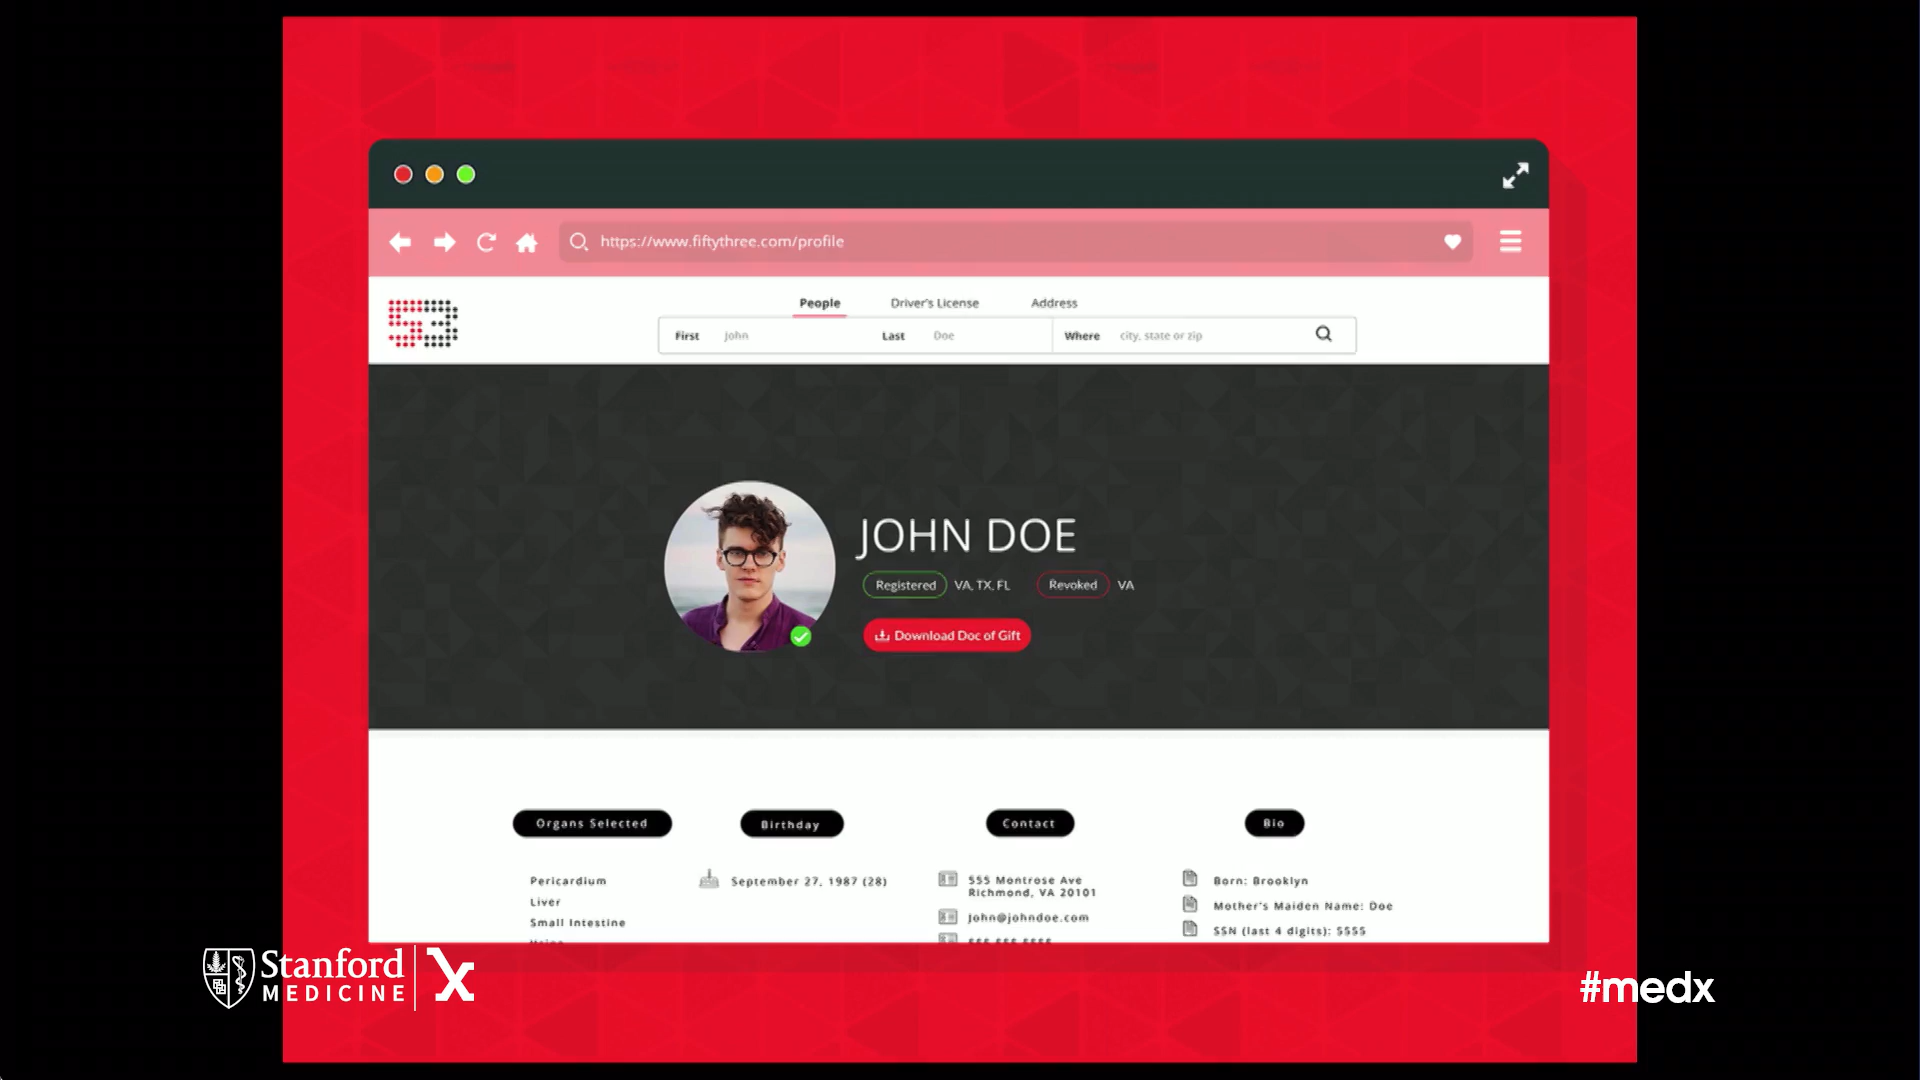 https://www.fiftythree.com/profile
53
People Driver's License Address
First John Last Doe Where city, state or zip
JOHN DOE
Registered VA, TX, FL Revoked VA
Download Doc of Gift
Organs Selected Birthday Contact Bio
Pericardium
Liver
Small Intestine
September 27, 1987 (28)
555 Montrose Ave
Richmond, VA 20101
john@johndoe.com
Born: Brooklyn
Mother's Maiden Name: Doe
SSN (last 4 digits): 5555
Stanford
MEDICINE X
#medx